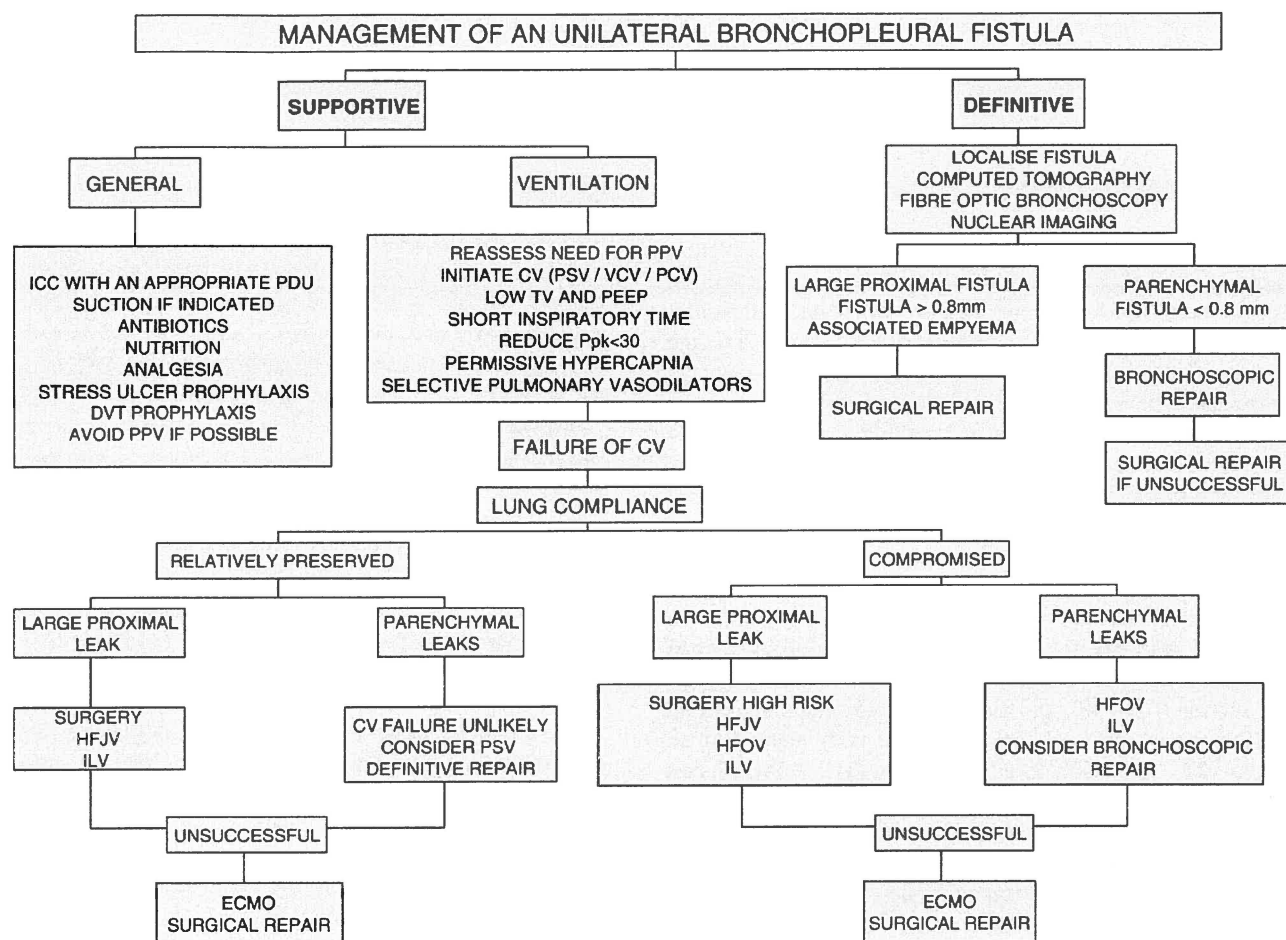 MANAGEMENT OF AN UNILATERAL BRONCHOPLEURAL FISTULA
SUPPORTIVE
DEFINITIVE
GENERAL
VENTILATION
LOCALISE FISTULA
COMPUTED TOMOGRAPHY
FIBRE OPTIC BRONCHOSCOPY
NUCLEAR IMAGING
ICC WITH AN APPROPRIATE PDU
SUCTION IF INDICATED
ANTIBIOTICS
NUTRITION
ANALGESIA
STRESS ULCER PROPHYLAXIS
DVT PROPHYLAXIS
AVOID PPV IF POSSIBLE
REASSESS NEED FOR PPV
INITIATE CV (PSV / VCV / PCV)
LOW TV AND PEEP
SHORT INSPIRATORY TIME
REDUCE Ppk<30
PERMISSIVE HYPERCAPNIA
SELECTIVE PULMONARY VASODILATORS
LARGE PROXIMAL FISTULA
FISTULA > 0.8mm
ASSOCIATED EMPYEMA
PARENCHYMAL
FISTULA < 0.8 mm
SURGICAL REPAIR
BRONCHOSCOPIC
REPAIR
SURGICAL REPAIR
IF UNSUCCESSFUL
FAILURE OF CV
LUNG COMPLIANCE
RELATIVELY PRESERVED
COMPROMISED
LARGE PROXIMAL
LEAK
PARENCHYMAL
LEAKS
LARGE PROXIMAL
LEAK
PARENCHYMAL
LEAKS
SURGERY
HFJV
ILV
CV FAILURE UNLIKELY
CONSIDER PSV
DEFINITIVE REPAIR
SURGERY HIGH RISK
HFJV
HFOV
ILV
HFOV
ILV
CONSIDER BRONCHOSCOPIC
REPAIR
UNSUCCESSFUL
UNSUCCESSFUL
ECMO
SURGICAL REPAIR
ECMO
SURGICAL REPAIR